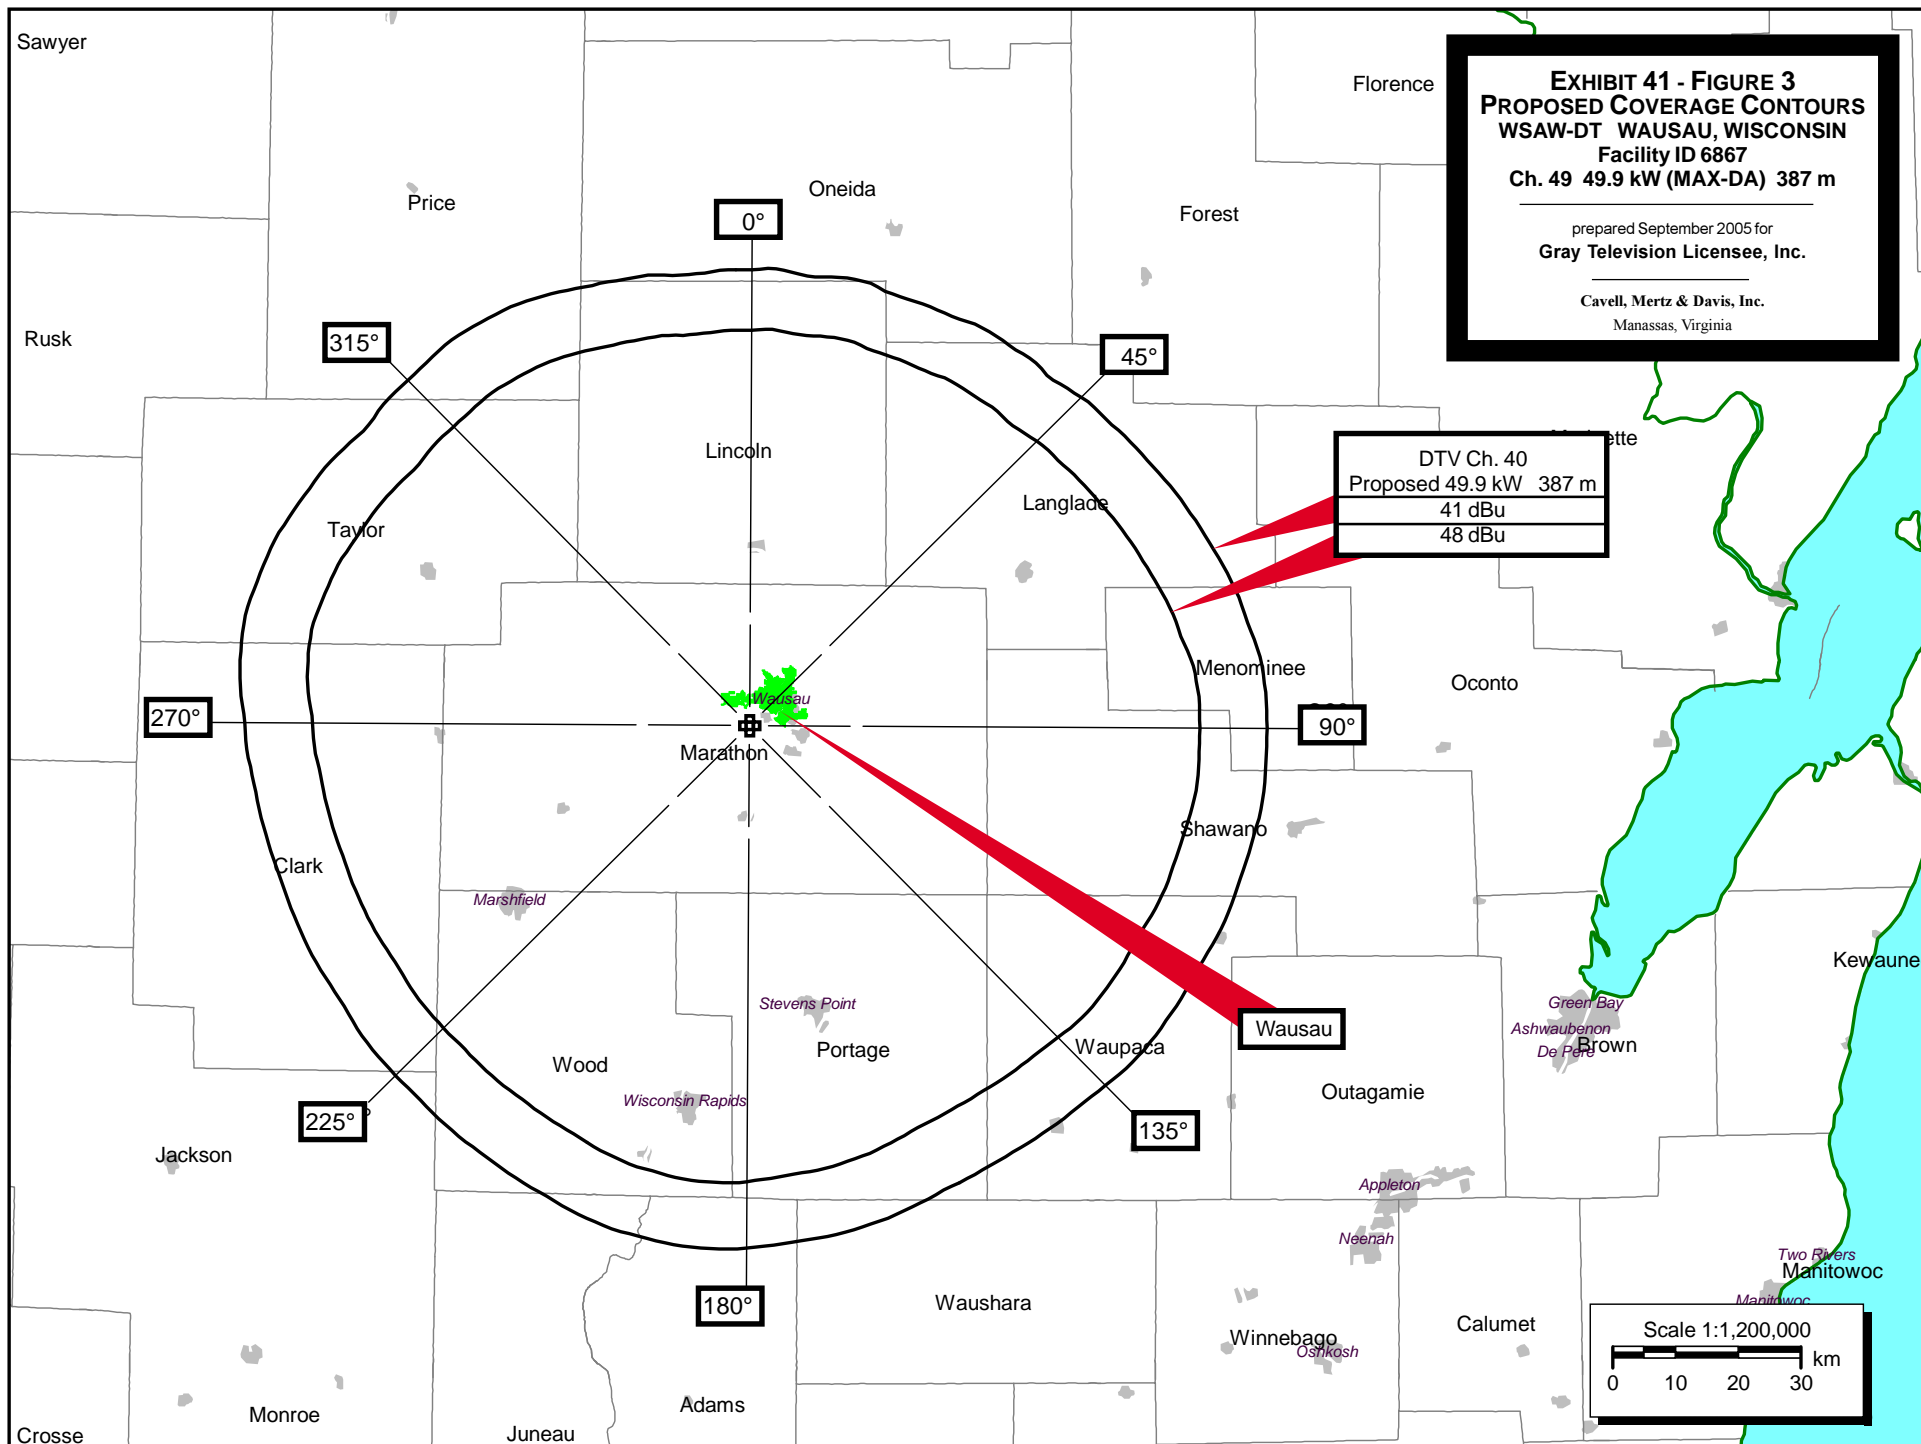 Sawyer
EXHIBIT 41 - FIGURE 3
PROPOSED COVERAGE CONTOURS
WSAW-DT WAUSAU, WISCONSIN
Facility ID 6867
Ch. 49 49.9 kW (MAX-DA) 387 m
prepared September 2005 for
Gray Television Licensee, Inc.
Cavell, Mertz & Davis, Inc.
Manassas, Virginia
Florence
Price
Oneida
Forest
0°
Rusk
315°
45°
DTV Ch. 40
Proposed 49.9 kW 387 m
41 dBu
48 dBu
Lincoln
Langlade
Taylor
Menominee
Oconto
Wausau
270°
90°
Marathon
Shawano
Clark
Marshfield
Kewaune
Stevens Point
Green Bay
Ashwaubenon
De Pere
Brown
Wausau
Portage
Waupaca
Wood
Wisconsin Rapids
Outagamie
225°
135°
Jackson
Appleton
Neenah
Two Rivers
Manitowoc
Manitowoc
180°
Waushara
Winnebago
Oshkosh
Calumet
Scale 1:1,200,000
km
0 10 20 30
Monroe
Adams
Juneau
Crosse